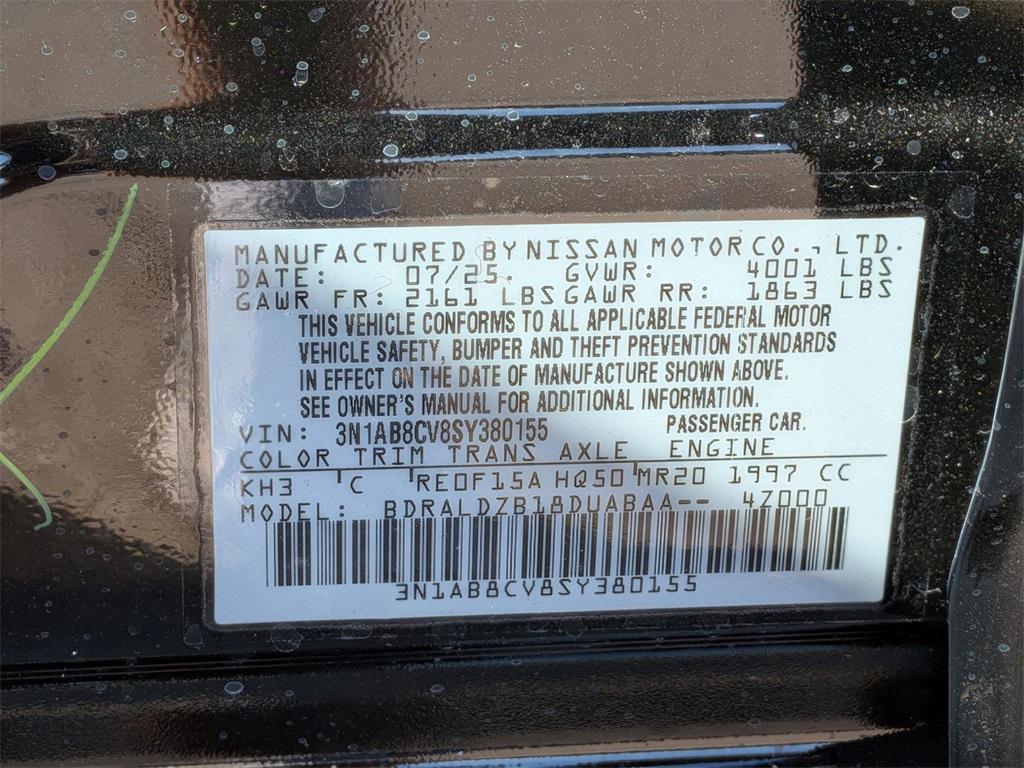 MANUFACTURED BY NISSAN MOTOR CO., LTD.
DATE: 07/25. GVWR: 4001 LBS
GAWR FR: 2161 LBS GAWR RR: 1863 LBS
THIS VEHICLE CONFORMS TO ALL APPLICABLE FEDERAL MOTOR
VEHICLE SAFETY, BUMPER AND THEFT PREVENTION STANDARDS
IN EFFECT ON THE DATE OF MANUFACTURE SHOWN ABOVE.
SEE OWNER'S MANUAL FOR ADDITIONAL INFORMATION.
VIN: 3N1AB8CV8SY380155 PASSENGER CAR.
COLOR TRIM TRANS AXLE ENGINE
KH3 C RE0F15A HQ50 MR20 1997 CC
MODEL: BDRALDZB18DUABAA-- 4Z000
3N1AB8CV8SY380155